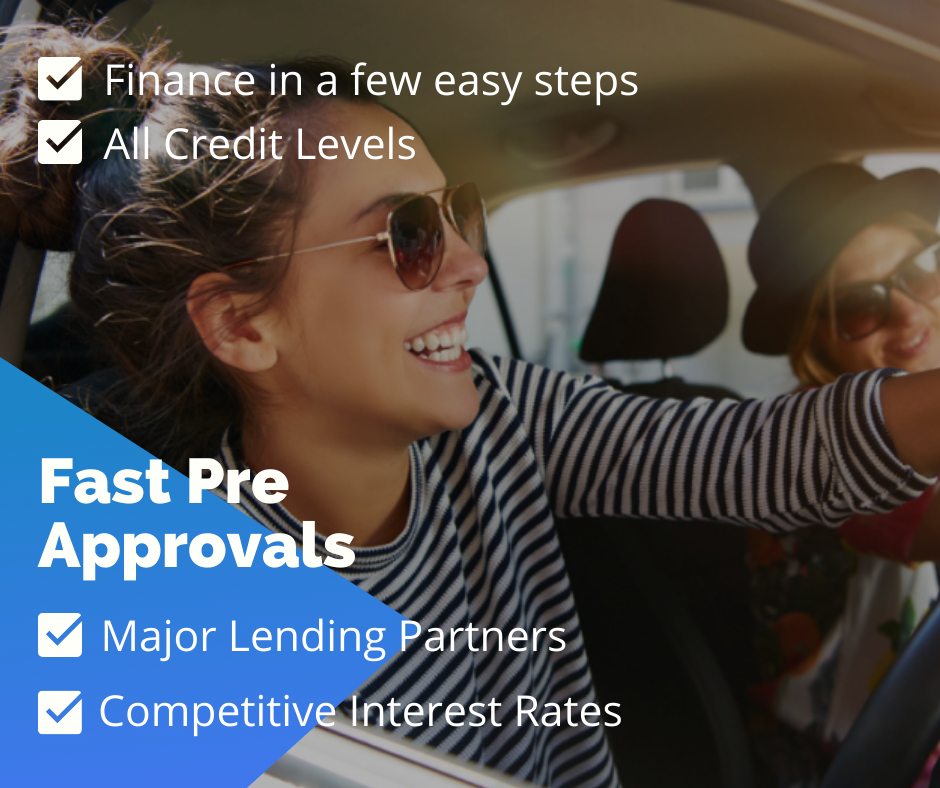 Finance in a few easy steps
All Credit Levels
Fast Pre
Approvals
Major Lending Partners
Competitive Interest Rates